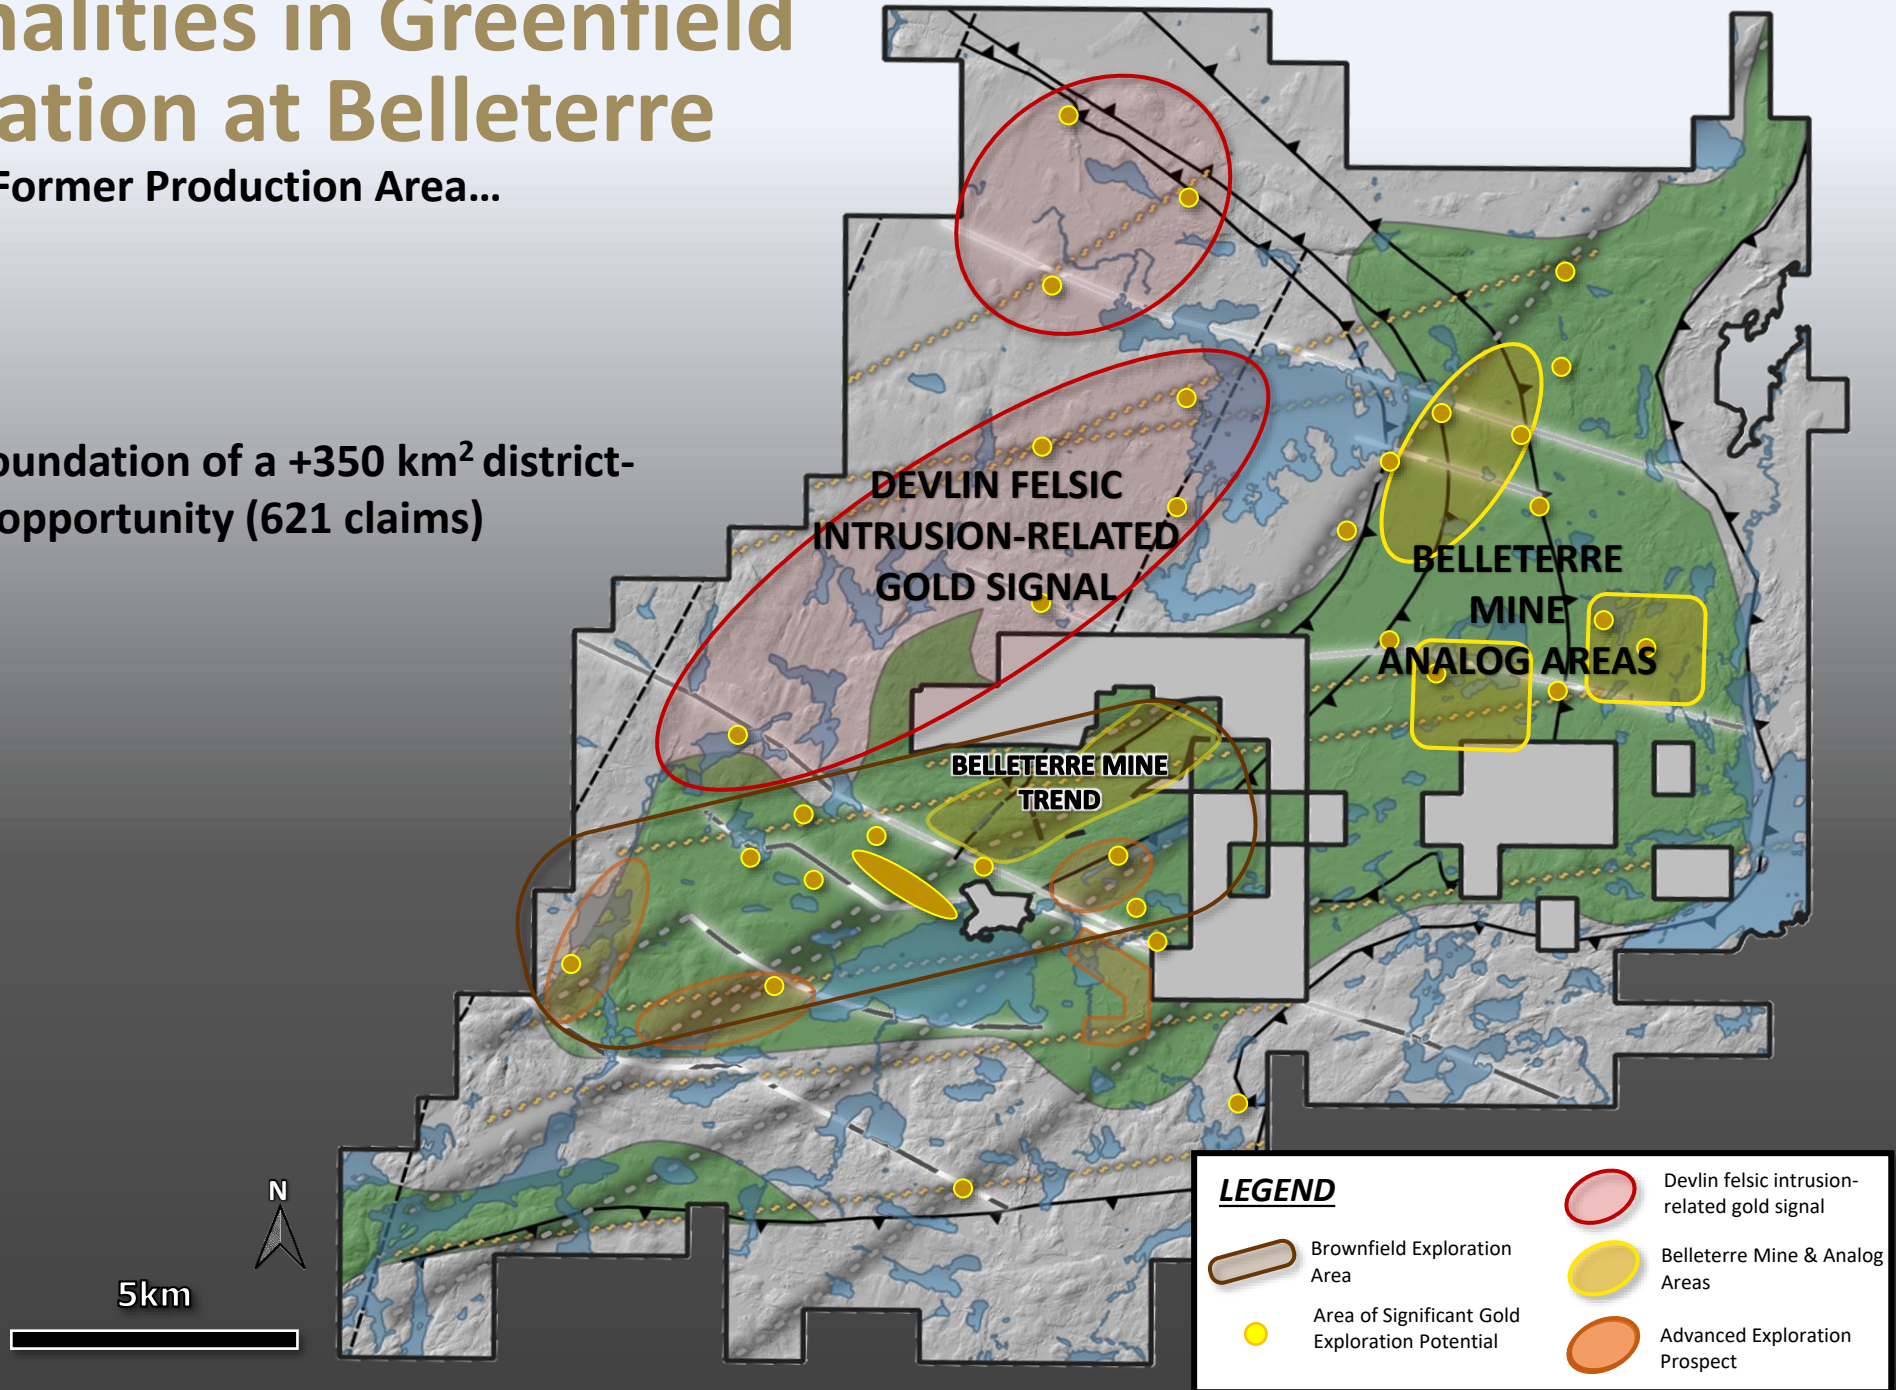 nalities in Greenfield
ation at Belleterre
Former Production Area…
oundation of a +350 km² district-
opportunity (621 claims)
DEVLIN FELSIC
INTRUSION-RELATED
GOLD SIGNAL
BELLETERRE
MINE
ANALOG AREAS
BELLETERRE MINE
TREND
N
5km
LEGEND
Brownfield Exploration
Area
Area of Significant Gold
Exploration Potential
Devlin felsic intrusion-
related gold signal
Belleterre Mine & Analog
Areas
Advanced Exploration
Prospect